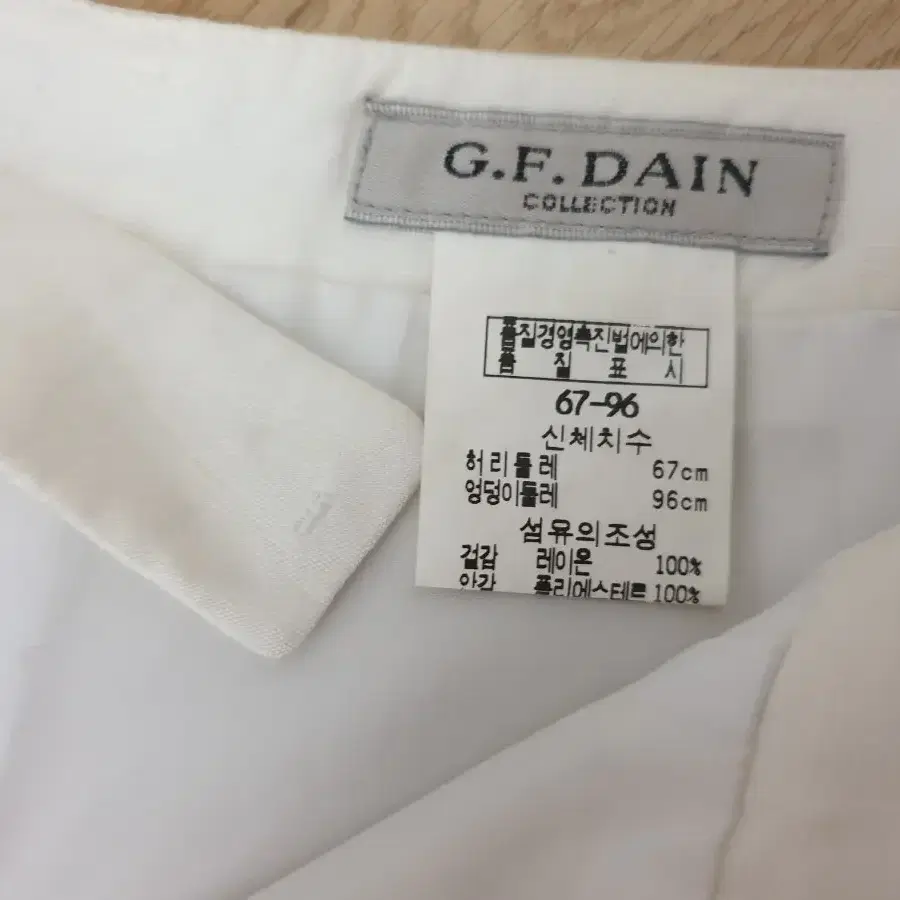 G.F. DAIN
COLLECTION
품질경영촉진법에의한
품 질 표 시
67-96
신체치수
허리둘레 67cm
엉덩이둘레 96cm
섬유의조성
겉감 레이온 100%
안감 폴리에스테르 100%